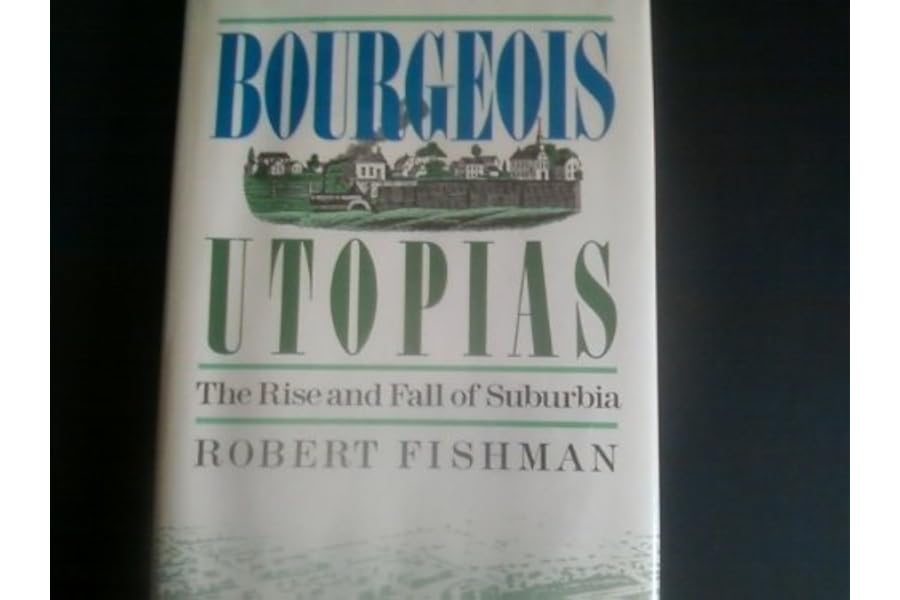 BOURGEOIS
UTOPIAS
The Rise and Fall of Suburbia
ROBERT FISHMAN